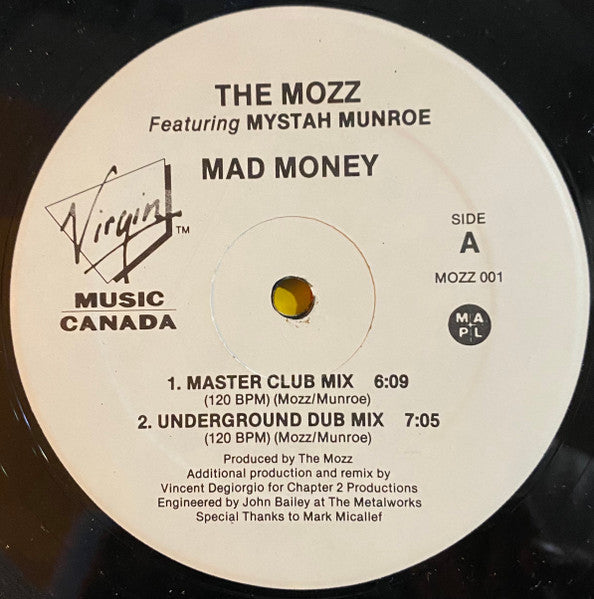 THE MOZZ
Featuring MYSTAH MUNROE
MAD MONEY
Virgin TM
MUSIC
CANADA
SIDE
A
MOZZ 001
MA
PL
1. MASTER CLUB MIX 6:09
(120 BPM) (Mozz/Munroe)
2. UNDERGROUND DUB MIX 7:05
(120 BPM) (Mozz/Munroe)
Produced by The Mozz
Additional production and remix by
Vincent Degiorgio for Chapter 2 Productions
Engineered by John Bailey at The Metalworks
Special Thanks to Mark Micallef